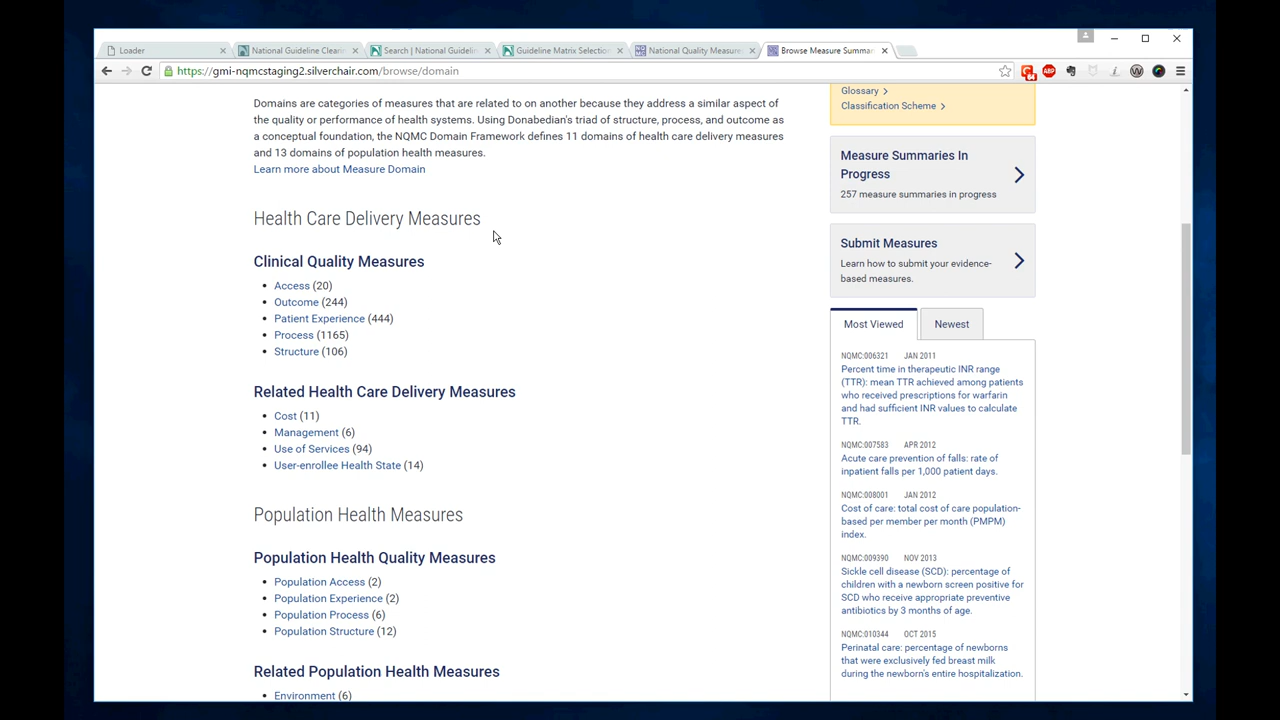 Loader
National Guideline Clearin
Search | National Guidelin
Guideline Matrix Selectio
National Quality Measure
Browse Measure Summar
https://gmi-nqmcstaging2.silverchair.com/browse/domain
ABP
Domains are categories of measures that are related to on another because they address a similar aspect of
the quality or performance of health systems. Using Donabedian's triad of structure, process, and outcome as
a conceptual foundation, the NQMC Domain Framework defines 11 domains of health care delivery measures
and 13 domains of population health measures.
Learn more about Measure Domain
Health Care Delivery Measures
Clinical Quality Measures
Access (20)
Outcome (244)
Patient Experience (444)
Process (1165)
Structure (106)
Related Health Care Delivery Measures
Cost (11)
Management (6)
Use of Services (94)
User-enrollee Health State (14)
Population Health Measures
Population Health Quality Measures
Population Access (2)
Population Experience (2)
Population Process (6)
Population Structure (12)
Related Population Health Measures
Environment (6)
Glossary
Classification Scheme
Measure Summaries In
Progress
257 measure summaries in progress
Submit Measures
Learn how to submit your evidence-
based measures.
Most Viewed
Newest
NQMC:006321 JAN 2011
Percent time in therapeutic INR range
(TTR): mean TTR achieved among patients
who received prescriptions for warfarin
and had sufficient INR values to calculate
TTR.
NQMC:007583 APR 2012
Acute care prevention of falls: rate of
inpatient falls per 1,000 patient days.
NQMC:008001 JAN 2012
Cost of care: total cost of care population-
based per member per month (PMPM)
index.
NQMC:009390 NOV 2013
Sickle cell disease (SCD): percentage of
children with a newborn screen positive for
SCD who receive appropriate preventive
antibiotics by 3 months of age.
NQMC:010344 OCT 2015
Perinatal care: percentage of newborns
that were exclusively fed breast milk
during the newborn's entire hospitalization.